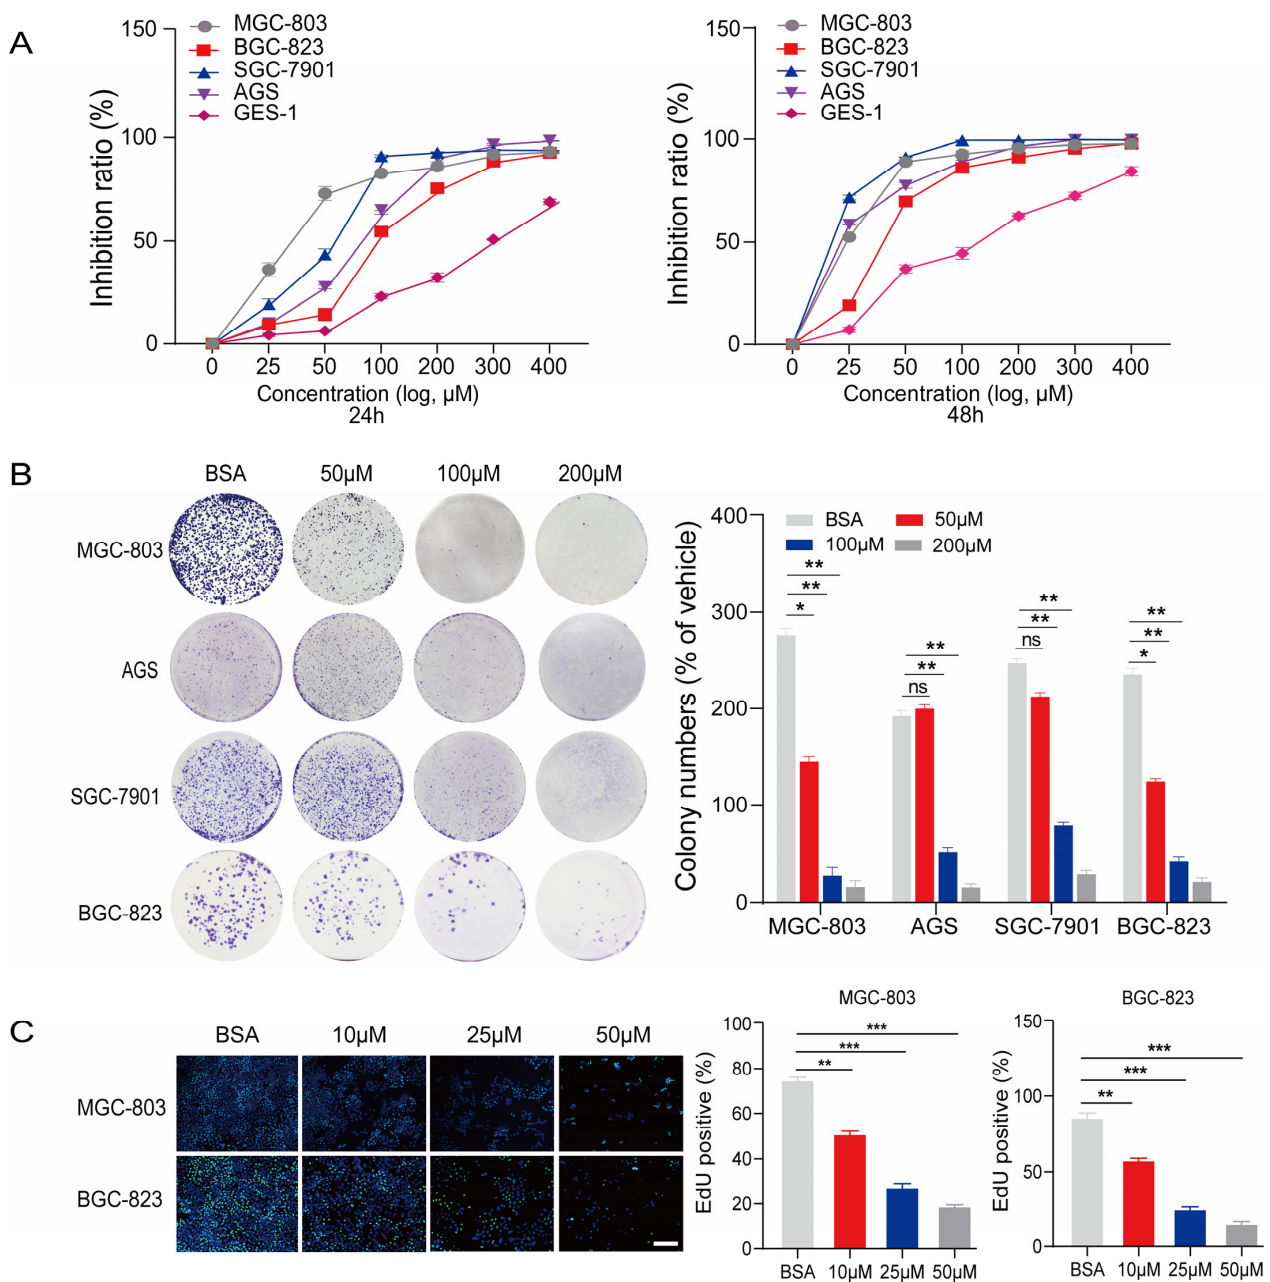 A
MGC-803
BGC-823
SGC-7901
AGS
GES-1
Inhibition ratio (%)
150
100
50
0
0 25 50 100 200 300 400
Concentration (log, μM)
24h
MGC-803
BGC-823
SGC-7901
AGS
GES-1
Inhibition ratio (%)
150
100
50
0
0 25 50 100 200 300 400
Concentration (log, μM)
48h
B
BSA 50μM 100μM 200μM
MGC-803
AGS
SGC-7901
BGC-823
Colony numbers (% of vehicle)
400
300
200
100
0
BSA 50μM
100μM 200μM
**
**
*
**
**
ns
**
**
ns
**
**
*
MGC-803 AGS SGC-7901 BGC-823
C
BSA 10μM 25μM 50μM
MGC-803
BGC-823
MGC-803
EdU positive (%)
100
80
60
40
20
0
***
***
**
BSA 10μM 25μM 50μM
BGC-823
EdU positive (%)
150
100
50
0
***
***
**
BSA 10μM 25μM 50μM